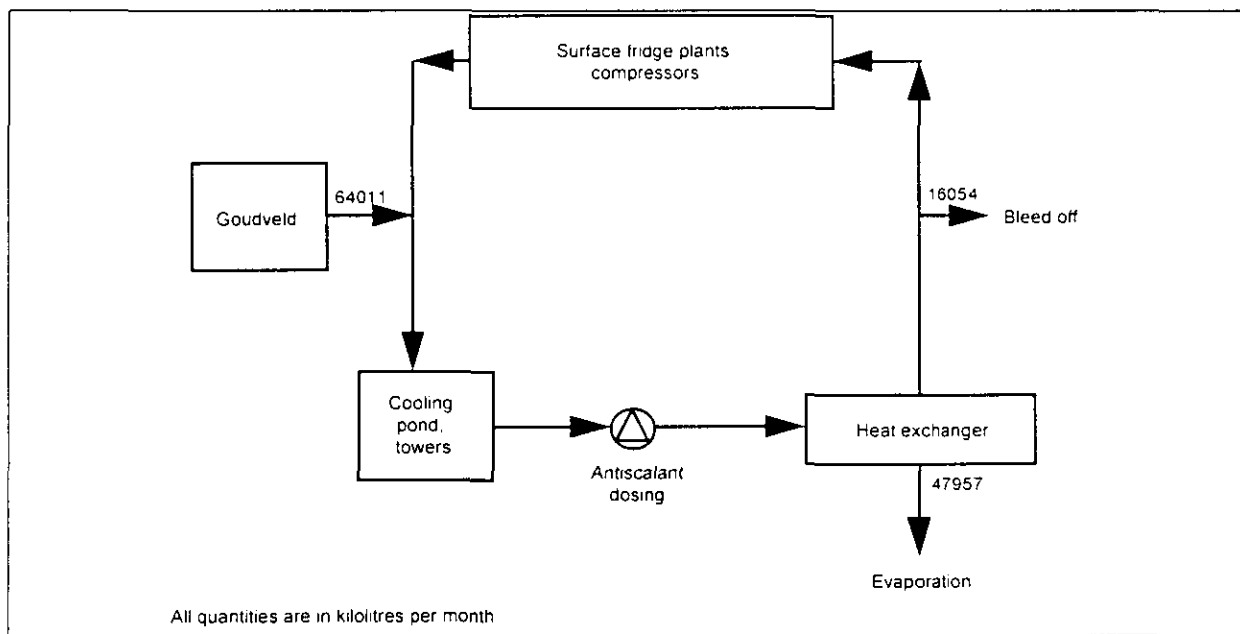 Surface fridge plants
compressors
64011
Goudveld
16054
Bleed off
Cooling
pond,
towers
Antiscalant
dosing
Heat exchanger
47957
Evaporation
All quantities are in kilolitres per month